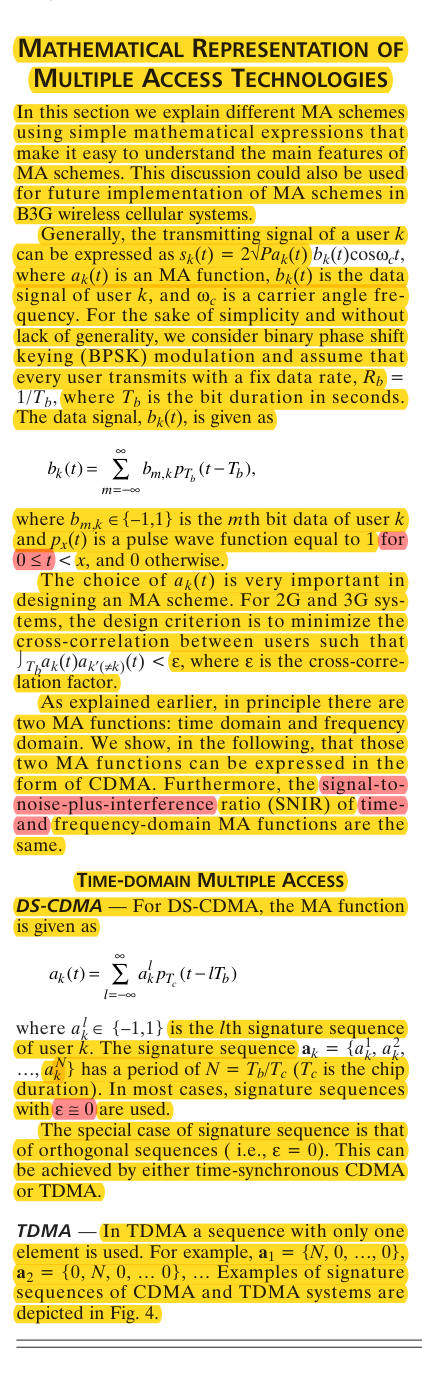 MATHEMATICAL REPRESENTATION OF
MULTIPLE ACCESS TECHNOLOGIES
In this section we explain different MA schemes
using simple mathematical expressions that
make it easy to understand the main features of
MA schemes. This discussion could also be used
for future implementation of MA schemes in
B3G wireless cellular systems.
Generally, the transmitting signal of a user k
can be expressed as sₖ(t) = 2√Paₖ(t) bₖ(t)cosω_ct,
where aₖ(t) is an MA function, bₖ(t) is the data
signal of user k, and ω_c is a carrier angle fre-
quency. For the sake of simplicity and without
lack of generality, we consider binary phase shift
keying (BPSK) modulation and assume that
every user transmits with a fix data rate, R_b =
1/T_b, where T_b is the bit duration in seconds.
The data signal, bₖ(t), is given as
bₖ(t) = ∑_{m=−∞}^{∞} b_{m,k} p_{T_b}(t − T_b),
where b_{m,k} ∈ {–1,1} is the mth bit data of user k
and pₓ(t) is a pulse wave function equal to 1 for
0 ≤ t < x, and 0 otherwise.
The choice of aₖ(t) is very important in
designing an MA scheme. For 2G and 3G sys-
tems, the design criterion is to minimize the
cross-correlation between users such that
∫_{T_b} aₖ(t)a_{k′(≠k)}(t) < ε, where ε is the cross-corre-
lation factor.
As explained earlier, in principle there are
two MA functions: time domain and frequency
domain. We show, in the following, that those
two MA functions can be expressed in the
form of CDMA. Furthermore, the signal-to-
noise-plus-interference ratio (SNIR) of time-
and frequency-domain MA functions are the
same.
TIME-DOMAIN MULTIPLE ACCESS
DS-CDMA — For DS-CDMA, the MA function
is given as
aₖ(t) = ∑_{l=−∞}^{∞} a_k^l p_{T_c}(t − lT_b)
where a_k^l ∈ {–1,1} is the lth signature sequence
of user k. The signature sequence aₖ = {a_k^1, a_k^2,
…, a_k^N} has a period of N = T_b/T_c (T_c is the chip
duration). In most cases, signature sequences
with ε ≅ 0 are used.
The special case of signature sequence is that
of orthogonal sequences ( i.e., ε = 0). This can
be achieved by either time-synchronous CDMA
or TDMA.
TDMA — In TDMA a sequence with only one
element is used. For example, a₁ = {N, 0, …, 0},
a₂ = {0, N, 0, … 0}, … Examples of signature
sequences of CDMA and TDMA systems are
depicted in Fig. 4.